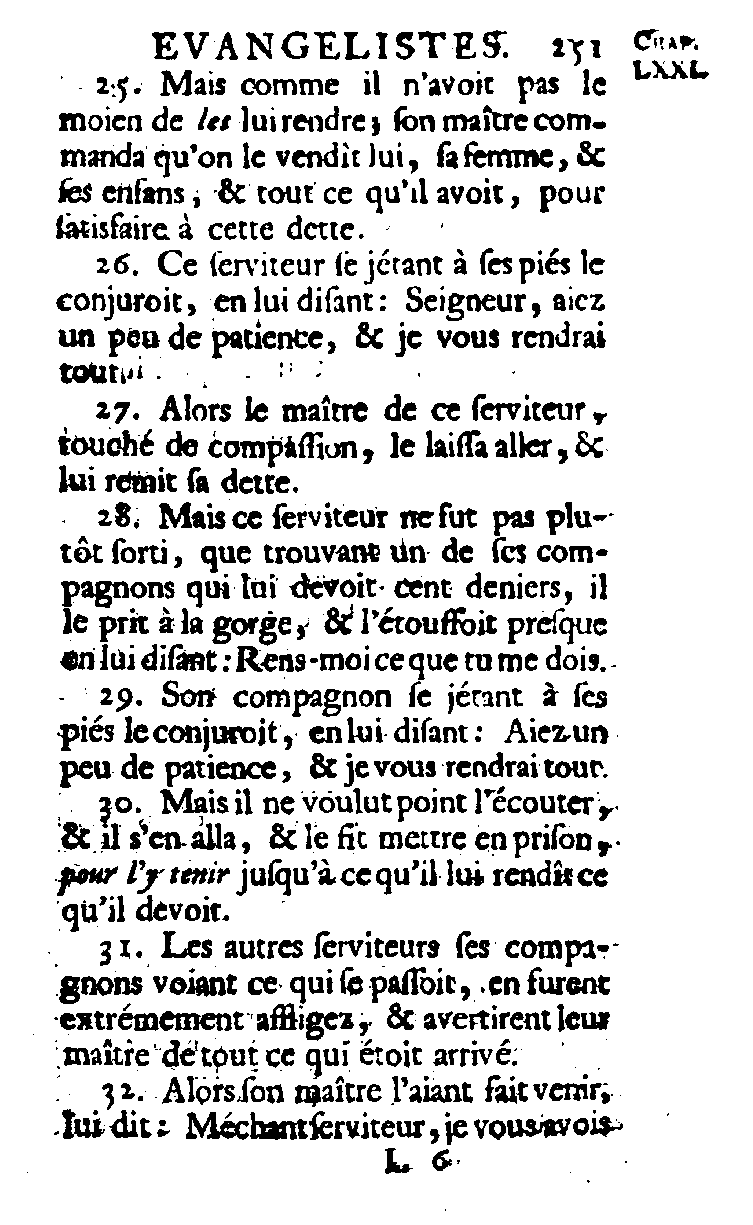 EVANGELISTES. 251 CHAP. LXXI.
25. Mais comme il n'avoit pas le
moien de les lui rendre; ſon maître com-
manda qu'on le vendît lui, ſa femme, &
ſes enfans, & tout ce qu'il avoit, pour
ſatisfaire à cette dette.
26. Ce ſerviteur ſe jétant à ſes piés le
conjuroit, en lui diſant: Seigneur, aiez
un peu de patience, & je vous rendrai
tout.
27. Alors le maître de ce ſerviteur,
touché de compaſſion, le laiſſa aller, &
lui remit ſa dette.
28. Mais ce ſerviteur ne fut pas plu-
tôt ſorti, que trouvant un de ſes com-
pagnons qui lui devoit cent deniers, il
le prit à la gorge, & l'étouffoit preſque
en lui diſant: Rens-moi ce que tu me dois.
29. Son compagnon ſe jétant à ſes
piés le conjuroit, en lui diſant: Aiez un
peu de patience, & je vous rendrai tout.
30. Mais il ne voulut point l'écouter,
& il s'en alla, & le fit mettre en priſon,
pour l'y tenir juſqu'à ce qu'il lui rendît ce
qu'il devoit.
31. Les autres ſerviteurs ſes compa-
gnons voiant ce qui ſe paſſoit, en furent
extrémement affligez, & avertirent leur
maître de tout ce qui étoit arrivé.
32. Alors ſon maître l'aiant fait venir,
lui dit: Méchant ſerviteur, je vous avois
L 6